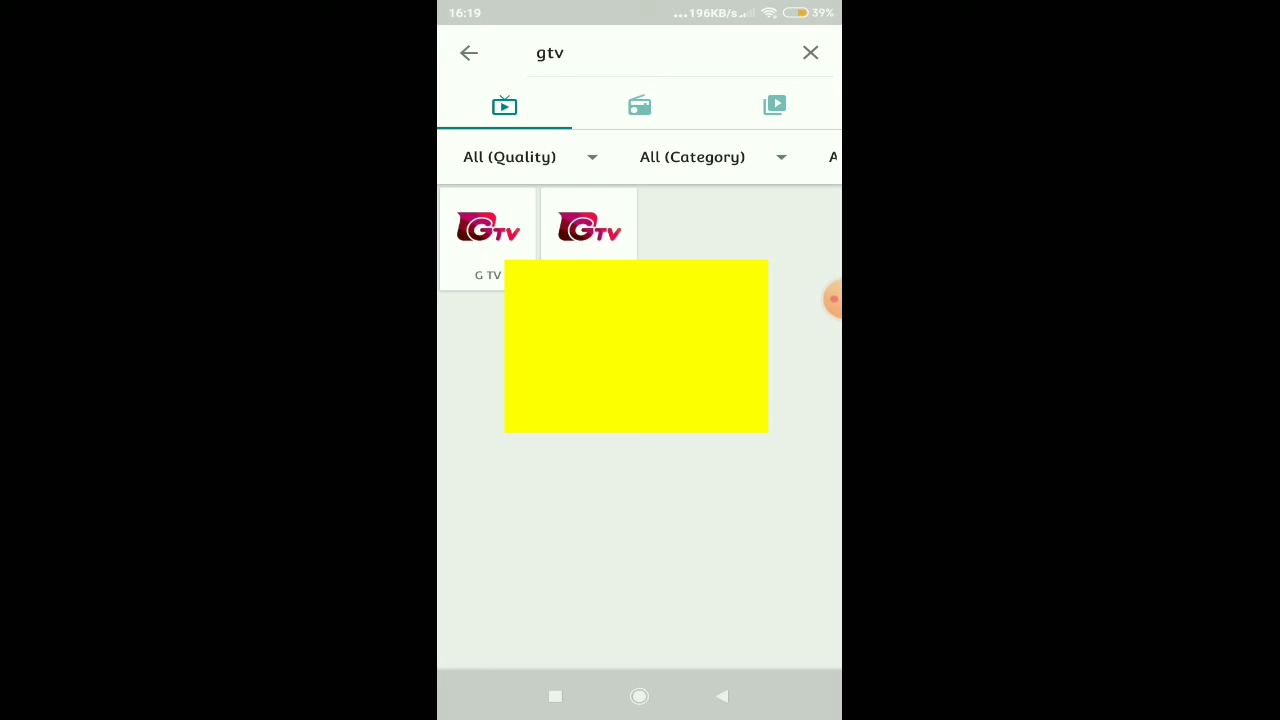 16:19 ...196KB/s 39%
gtv
All (Quality) All (Category)
GTV GTV
G TV